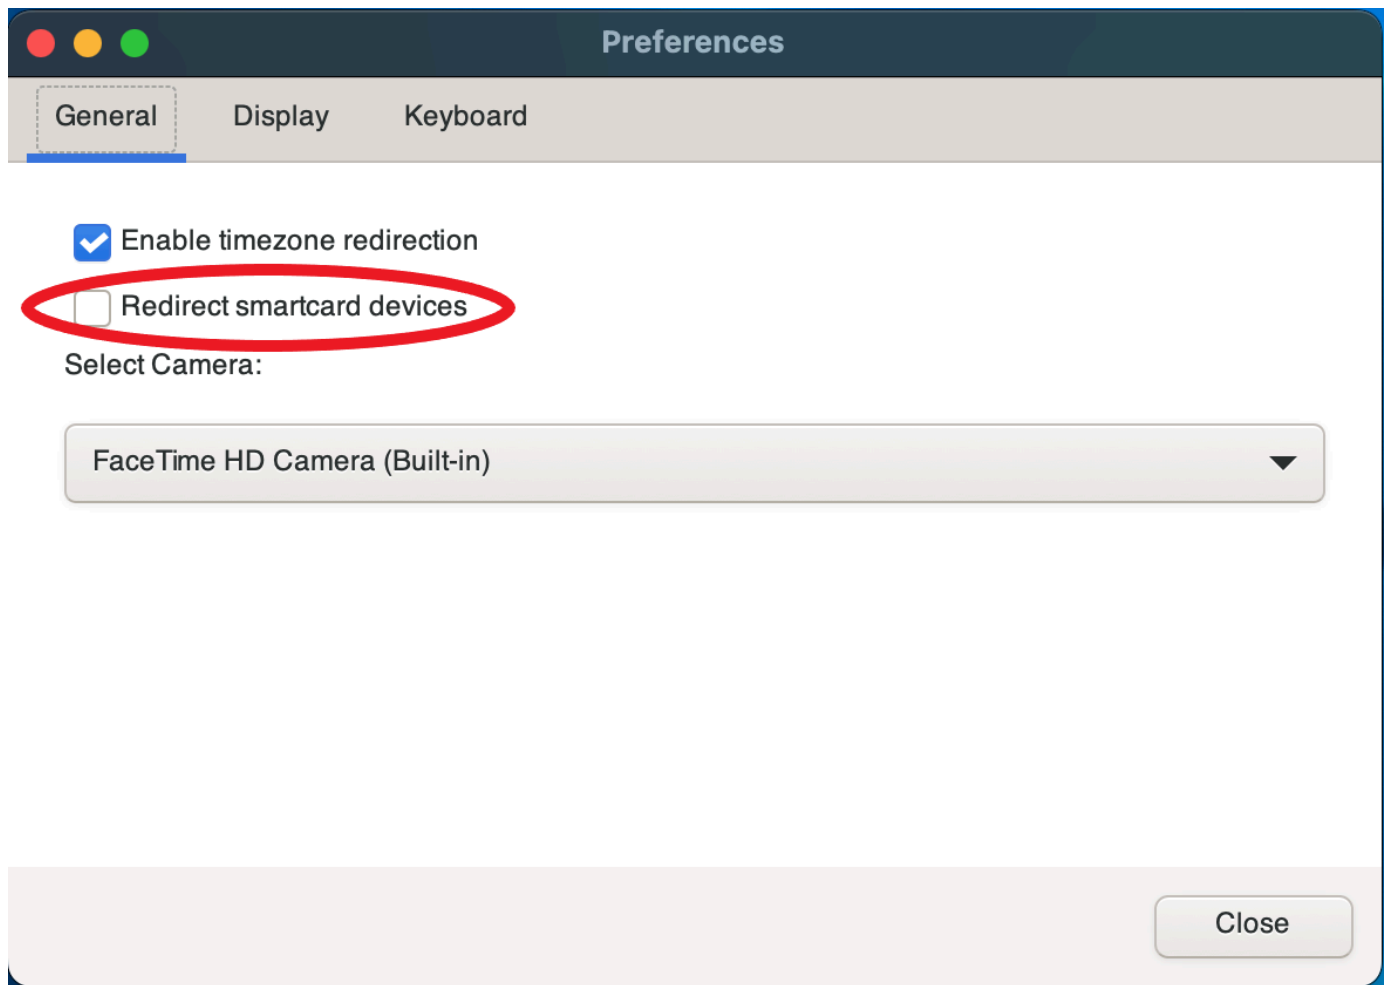 Preferences
General Display Keyboard
Enable timezone redirection
Redirect smartcard devices
Select Camera:
FaceTime HD Camera (Built-in)
Close